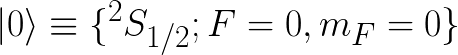 |0⟩ ≡ {²S₁/₂; F = 0, m_F = 0}